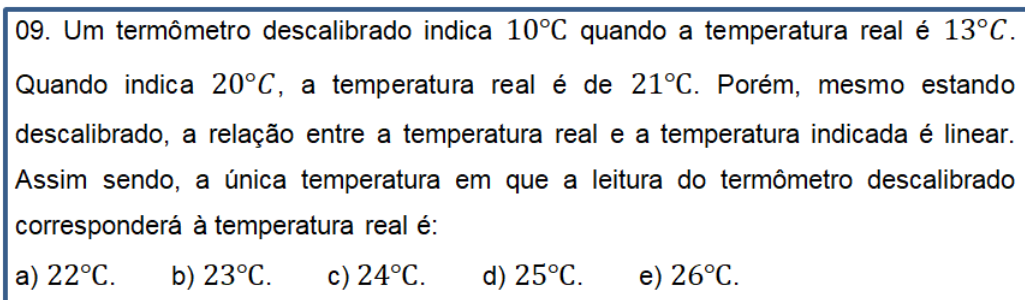 09. Um termômetro descalibrado indica 10°C quando a temperatura real é 13°C.
Quando indica 20°C, a temperatura real é de 21°C. Porém, mesmo estando
descalibrado, a relação entre a temperatura real e a temperatura indicada é linear.
Assim sendo, a única temperatura em que a leitura do termômetro descalibrado
corresponderá à temperatura real é:
a) 22°C. b) 23°C. c) 24°C. d) 25°C. e) 26°C.